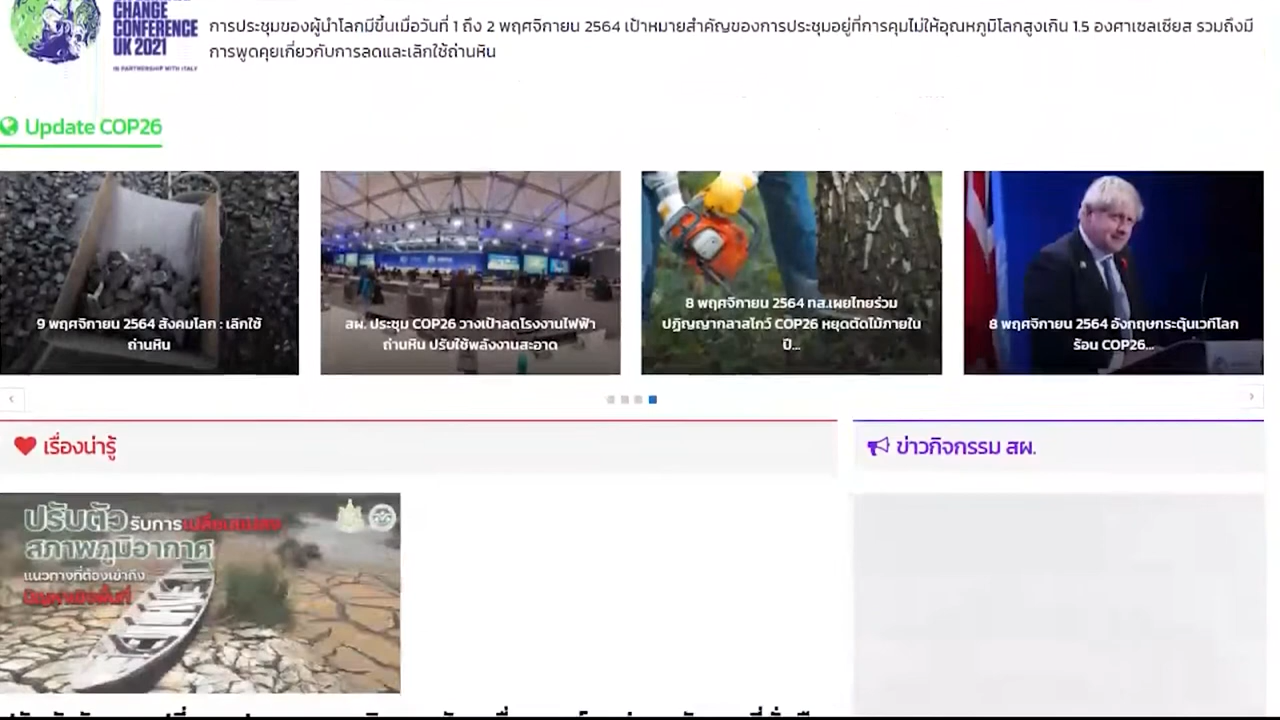 CHANGE
CONFERENCE
UK 2021
IN PARTNERSHIP WITH ITALY
การประชุมของผู้นำโลกมีขึ้นเมื่อวันที่ 1 ถึง 2 พฤศจิกายน 2564 เป้าหมายสำคัญของการประชุมอยู่ที่การคุมไม่ให้อุณหภูมิโลกสูงเกิน 1.5 องศาเซลเซียส รวมถึงมี
การพูดคุยเกี่ยวกับการลดและเลิกใช้ถ่านหิน
Update COP26
9 พฤศจิกายน 2564 สังคมโลก : เลิกใช้
ถ่านหิน
สผ. ประชุม COP26 วางเป้าลดโรงงานไฟฟ้า
ถ่านหิน ปรับใช้พลังงานสะอาด
8 พฤศจิกายน 2564 ทส.เผยไทยร่วม
ปฏิญญากลาสโกว์ COP26 หยุดตัดไม้ภายใน
ปี...
8 พฤศจิกายน 2564 อังกฤษกระตุ้นเวทีโลก
ร้อน COP26...
เรื่องน่ารู้
ข่าวกิจกรรม สผ.
ปรับตัว รับการเปลี่ยนแปลง
สภาพภูมิอากาศ
แนวทางที่ต้องเข้าถึง